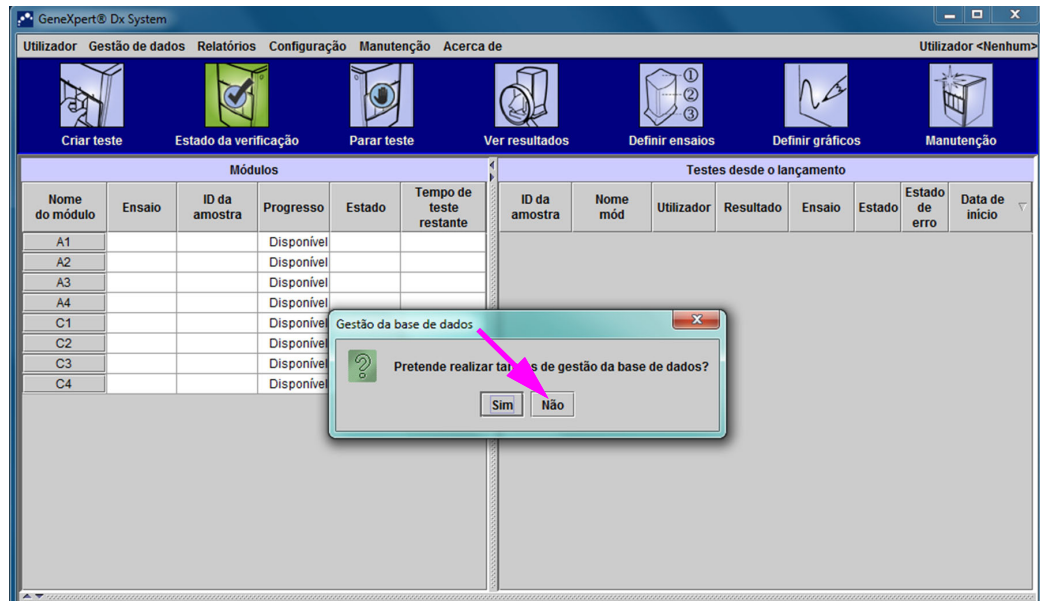 GeneXpert® Dx System
Utilizador Gestão de dados Relatórios Configuração Manutenção Acerca de Utilizador <Nenhum>
Criar teste Estado da verificação Parar teste Ver resultados Definir ensaios Definir gráficos Manutenção
Módulos
Nome do módulo Ensaio ID da amostra Progresso Estado Tempo de teste restante
A1 Disponível
A2 Disponível
A3 Disponível
A4 Disponível
C1 Disponível
C2 Disponível
C3 Disponível
C4 Disponível
Testes desde o lançamento
ID da amostra Nome mód Utilizador Resultado Ensaio Estado Estado de erro Data de início
Gestão da base de dados
Pretende realizar tarefas de gestão da base de dados?
Sim Não